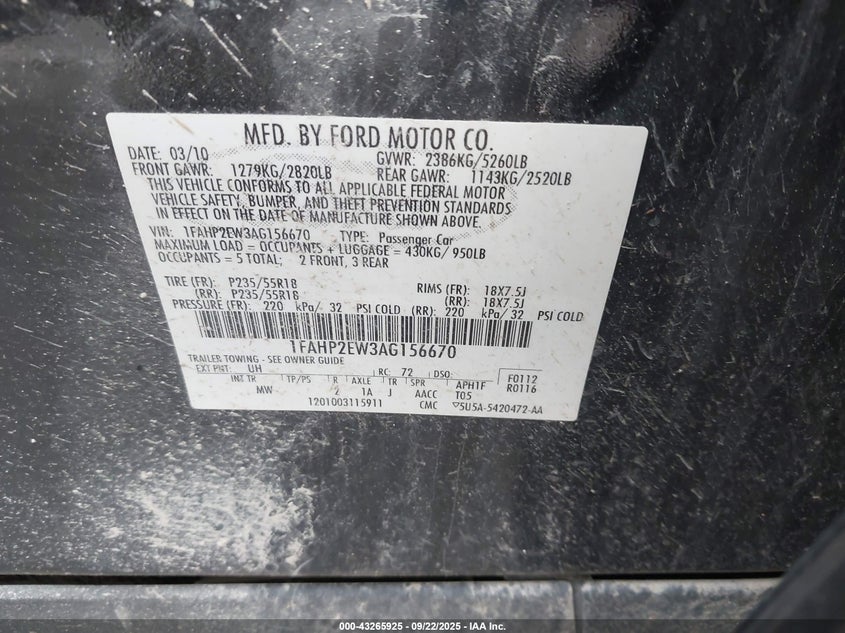 MFD. BY FORD MOTOR CO.
DATE: 03/10 GVWR: 2386KG/5260LB
FRONT GAWR: 1279KG/2820LB REAR GAWR: 1143KG/2520LB
THIS VEHICLE CONFORMS TO ALL APPLICABLE FEDERAL MOTOR
VEHICLE SAFETY, BUMPER, AND THEFT PREVENTION STANDARDS
IN EFFECT ON THE DATE OF MANUFACTURE SHOWN ABOVE.
VIN: 1FAHP2EW3AG156670 TYPE: Passenger Car
MAXIMUM LOAD = OCCUPANTS + LUGGAGE = 430KG/ 950LB
OCCUPANTS = 5 TOTAL: 2 FRONT, 3 REAR
TIRE (FR): P235/55R18 RIMS (FR): 18X7.5J
(RR): P235/55R18 (RR): 18X7.5J
PRESSURE (FR): 220 kPa/ 32 PSI COLD (RR): 220 kPa/ 32 PSI COLD
1FAHP2EW3AG156670
TRAILER TOWING - SEE OWNER GUIDE
EXT PNT: UH RC: 72 DSO: F0112
INT TR TP/PS R AXLE TR SPR APH1F R0116
MW 2 1A J AACC T05
1201003115911 CMC ▽5U5A-5420472-AA
000-43265925 - 09/22/2025 - IAA Inc.